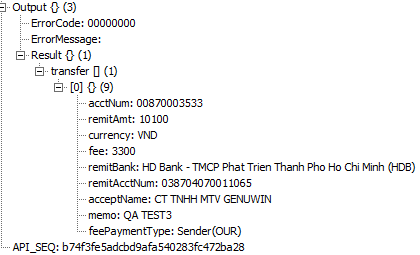 Output {} (3)
ErrorCode: 00000000
ErrorMessage:
Result {} (1)
transfer [] (1)
[0] {} (9)
acctNum: 00870003533
remitAmt: 10100
currency: VND
fee: 3300
remitBank: HD Bank - TMCP Phat Trien Thanh Pho Ho Chi Minh (HDB)
remitAcctNum: 038704070011065
acceptName: CT TNHH MTV GENUWIN
memo: QA TEST3
feePaymentType: Sender(OUR)
API_SEQ: b74f3fe5adcbd9afa540283fc472ba28